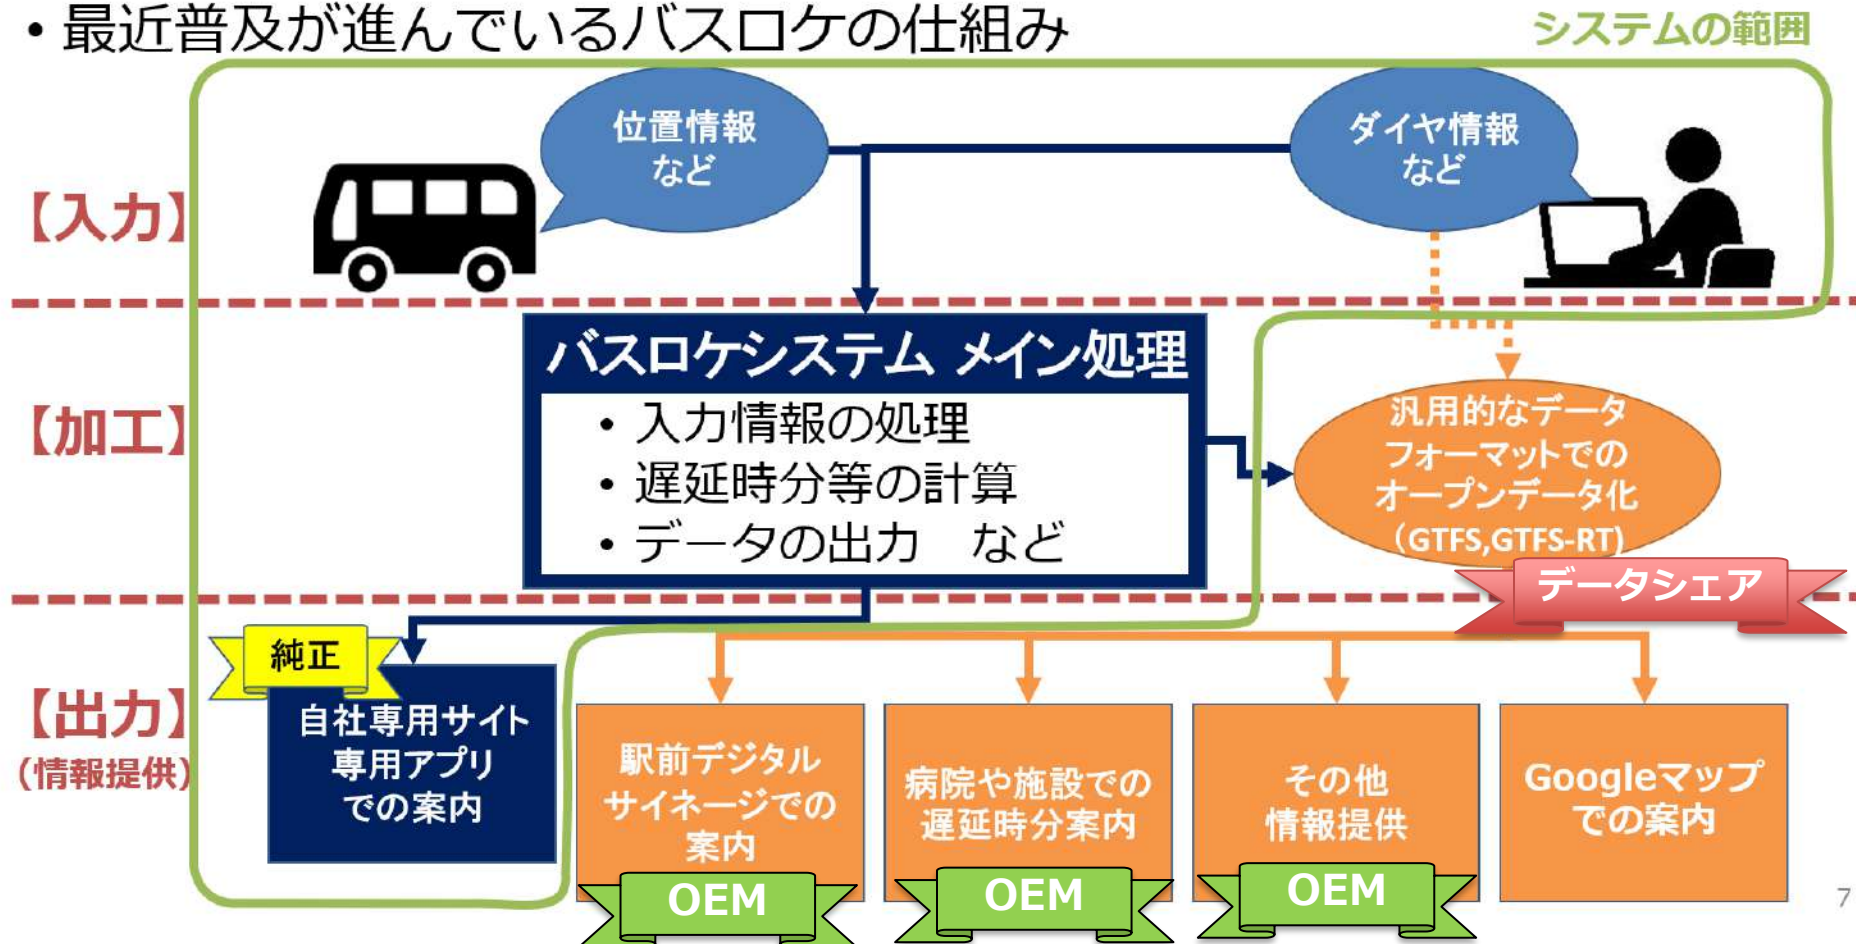 ・最近普及が進んでいるバスロケの仕組み
システムの範囲
位置情報
など
ダイヤ情報
など
【入力】
バスロケシステム メイン処理
・入力情報の処理
・遅延時分等の計算
・データの出力　など
【加工】
汎用的なデータ
フォーマットでの
オープンデータ化
（GTFS,GTFS-RT)
データシェア
純正
【出力】
(情報提供)
自社専用サイト
専用アプリ
での案内
駅前デジタル
サイネージでの
案内
OEM
病院や施設での
遅延時分案内
OEM
その他
情報提供
OEM
Googleマップ
での案内
7